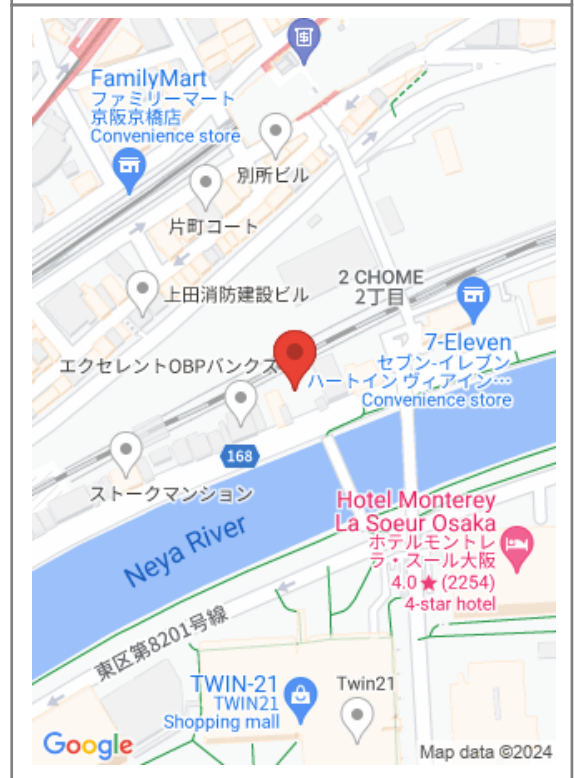 FamilyMart
ファミリーマート
京阪京橋店
Convenience store
別所ビル
片町コート
2 CHOME
2丁目
上田消防建設ビル
7-Eleven
セブン-イレブン
ハートイン ヴィアイン…
Convenience store
エクセレントOBPバンクス
168
ストークマンション
Neya River
Hotel Monterey
La Soeur Osaka
ホテルモントレ
ラ・スール大阪
4.0★(2254)
4-star hotel
東区第8201号線
TWIN-21
TWIN21
Shopping mall
Twin21
Google
Map data ©2024